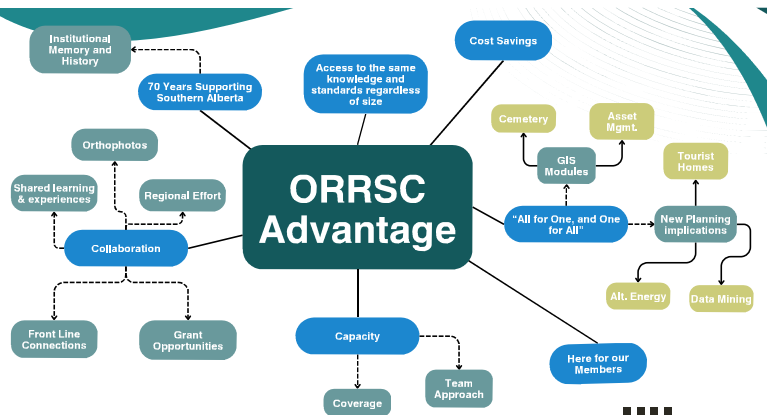 Institutional
Memory and
History
70 Years Supporting
Southern Alberta
Access to the same
knowledge and
standards regardless
of size
Cost Savings
Cemetery
Asset
Mgmt.
GIS
Modules
Tourist
Homes
Orthophotos
Shared learning
& experiences
Regional Effort
Collaboration
ORRSC
Advantage
“All for One, and One
for All”
New Planning
implications
Alt. Energy
Data Mining
Front Line
Connections
Grant
Opportunities
Capacity
Coverage
Team
Approach
Here for our
Members